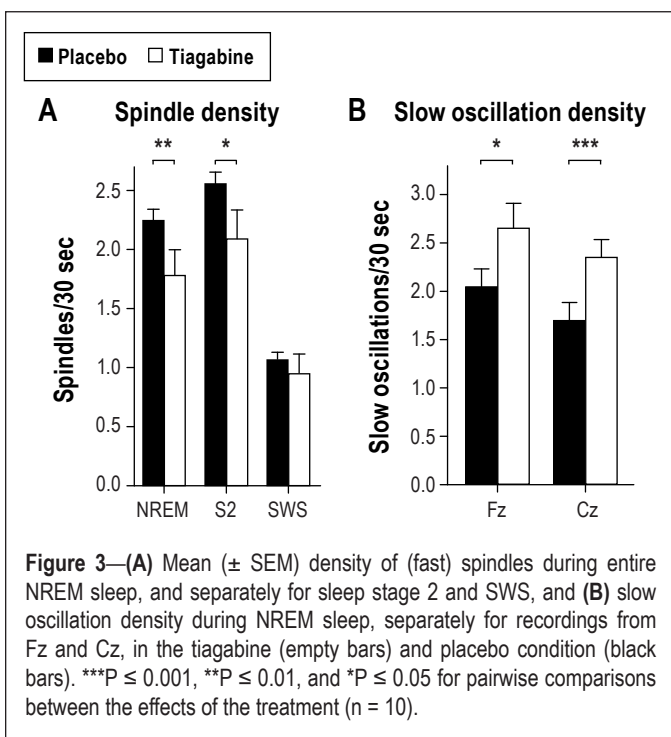 Placebo Tiagabine
A Spindle density
** *
Spindles/30 sec
2.5
2.0
1.5
1.0
0.5
0.0
NREM S2 SWS
B Slow oscillation density
* ***
Slow oscillations/30 sec
3.0
2.5
2.0
1.5
1.0
0.5
0.0
Fz Cz
Figure 3—(A) Mean (± SEM) density of (fast) spindles during entire
NREM sleep, and separately for sleep stage 2 and SWS, and (B) slow
oscillation density during NREM sleep, separately for recordings from
Fz and Cz, in the tiagabine (empty bars) and placebo condition (black
bars). ***P ≤ 0.001, **P ≤ 0.01, and *P ≤ 0.05 for pairwise comparisons
between the effects of the treatment (n = 10).